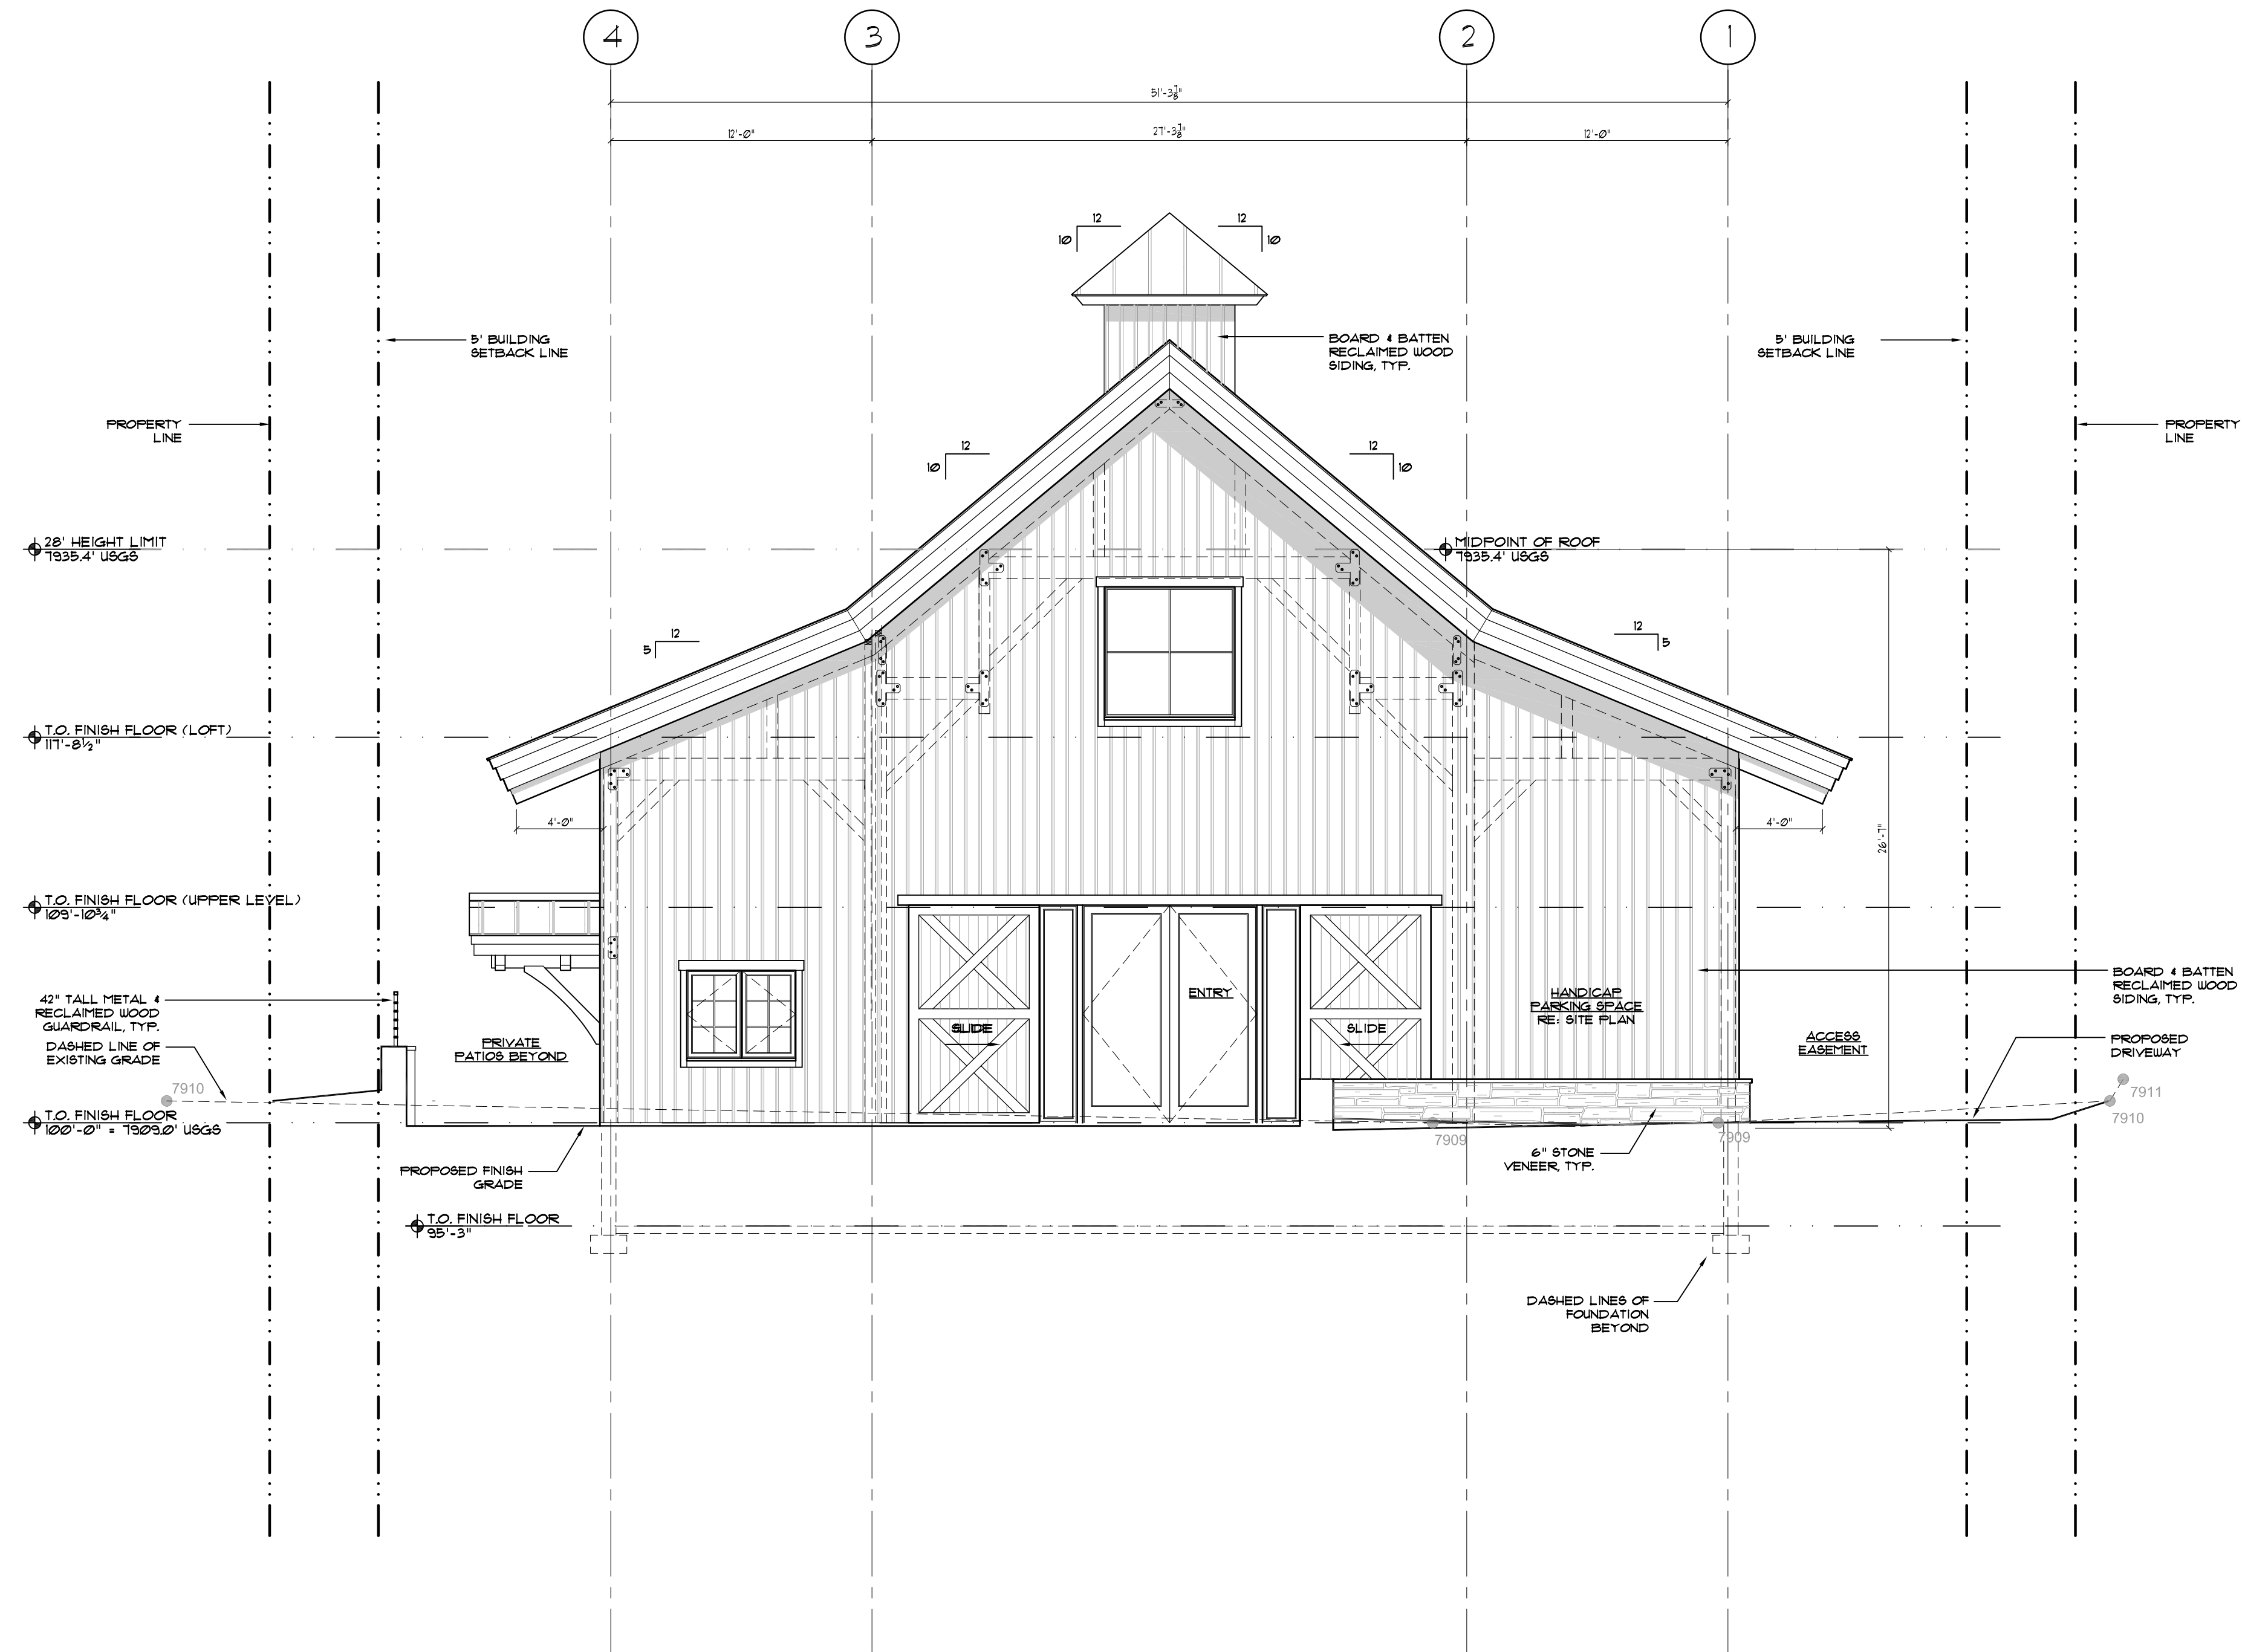 4
3
2
1
51'-3⅞"
12'-0"
27'-3⅞"
12'-0"
12
10
12
10
5' BUILDING
SETBACK LINE
BOARD & BATTEN
RECLAIMED WOOD
SIDING, TYP.
5' BUILDING
SETBACK LINE
PROPERTY
LINE
PROPERTY
LINE
12
10
12
10
28' HEIGHT LIMIT
7935.4' USGS
MIDPOINT OF ROOF
7935.4' USGS
12
5
12
5
T.O. FINISH FLOOR (LOFT)
117'-8½"
4'-0"
4'-0"
26'-7"
T.O. FINISH FLOOR (UPPER LEVEL)
109'-10¾"
42" TALL METAL &
RECLAIMED WOOD
GUARDRAIL, TYP.
DASHED LINE OF
EXISTING GRADE
PRIVATE
PATIOS BEYOND
SLIDE
ENTRY
SLIDE
HANDICAP
PARKING SPACE
RE: SITE PLAN
BOARD & BATTEN
RECLAIMED WOOD
SIDING, TYP.
ACCESS
EASEMENT
PROPOSED
DRIVEWAY
7910
7911
7910
T.O. FINISH FLOOR
100'-0" = 7909.0' USGS
7909
7909
PROPOSED FINISH
GRADE
6" STONE
VENEER, TYP.
T.O. FINISH FLOOR
95'-3"
DASHED LINES OF
FOUNDATION
BEYOND